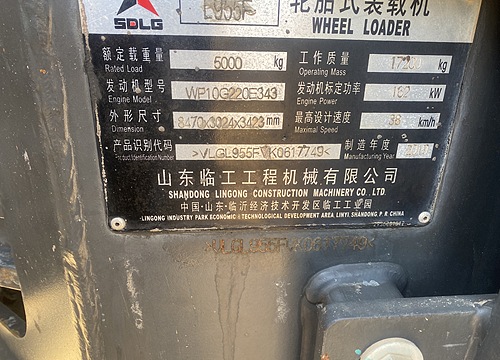 SDLG
轮胎式装载机
WHEEL LOADER
额定载重量 5000 kg
Rated Load
工作质量 kg
Operating Mass
发动机型号 WP10G220E343
Engine Model
发动机标定功率 162 kW
Engine Power
外形尺寸 8470x3024x3423 mm
Dimension
最高设计速度 38 km/h
Maximal Speed
产品识别代码 >VLGL955FVK0617749<
Product Identification Number
制造年度
Manufacturing Year
山东临工工程机械有限公司
SHANDONG LINGONG CONSTRUCTION MACHINERY CO., LTD.
中国·山东·临沂经济技术开发区临工工业园
LINGONG INDUSTRY PARK ECONOMIC & TECHNOLOGICAL DEVELOPMENT AREA LINYI SHANDONG P R CHINA
>VLGL955FVK0617749<